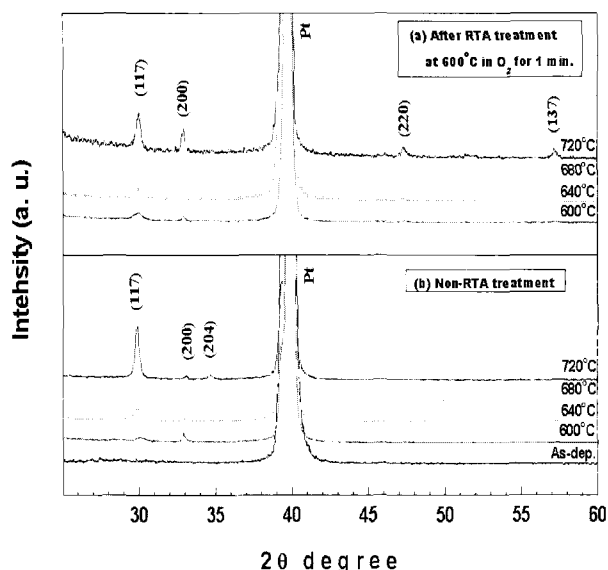 (a) After RTA treatment
at 600°C in O2 for 1 min.
Pt
(117)
(200)
(220)
(137)
720°C
680°C
640°C
600°C
(b) Non-RTA treatment
Pt
(117)
(200)
(204)
720°C
680°C
640°C
600°C
As-dep.
Intehsity (a. u.)
30 35 40 45 50 55 60
2θ degree